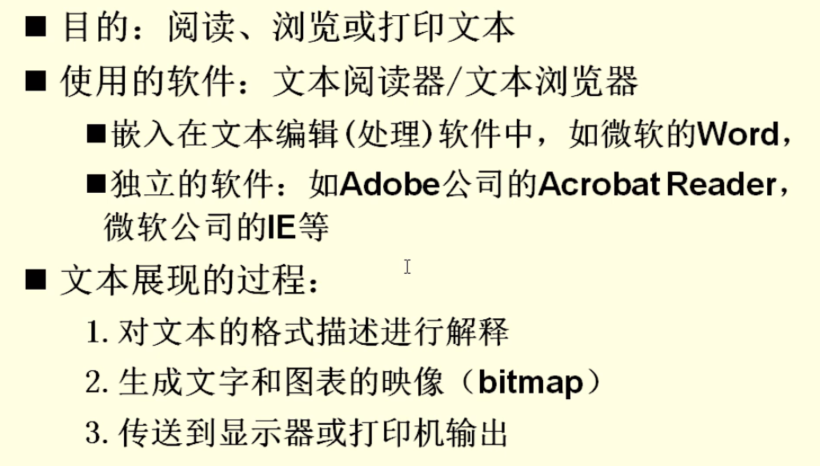 ■ 目的：阅读、浏览或打印文本
■ 使用的软件：文本阅读器/文本浏览器
■嵌入在文本编辑(处理)软件中，如微软的Word，
■独立的软件：如Adobe公司的Acrobat Reader，
微软公司的IE等
■ 文本展现的过程：
1. 对文本的格式描述进行解释
2. 生成文字和图表的映像（bitmap）
3. 传送到显示器或打印机输出